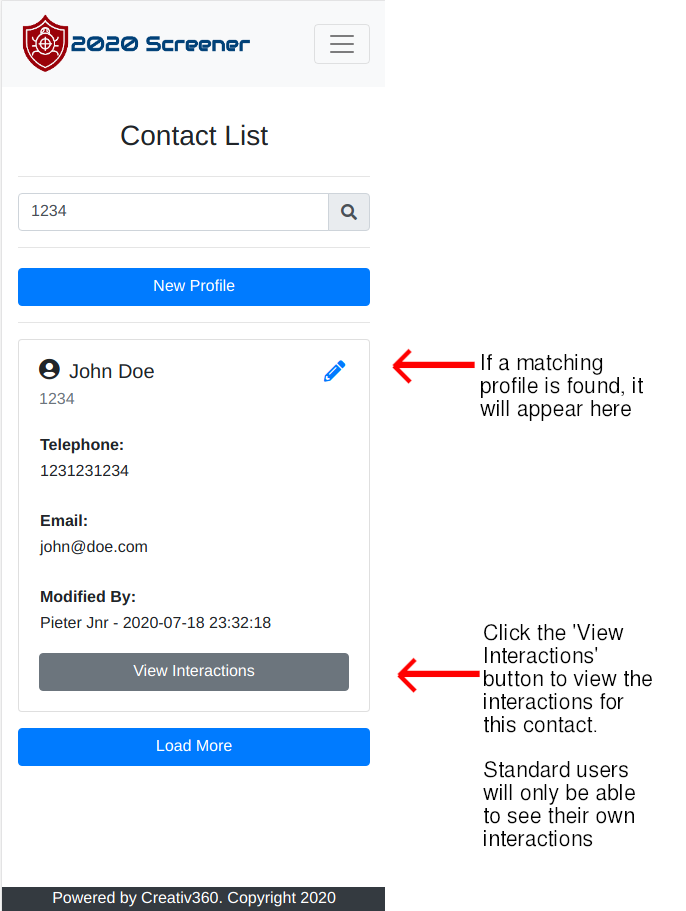 2020 Screener
Contact List
1234
New Profile
John Doe
1234
Telephone:
1231231234
Email:
john@doe.com
Modified By:
Pieter Jnr - 2020-07-18 23:32:18
View Interactions
Load More
Powered by Creativ360. Copyright 2020
If a matching
profile is found, it
will appear here
Click the 'View
Interactions'
button to view the
interactions for
this contact.
Standard users
will only be able
to see their own
interactions